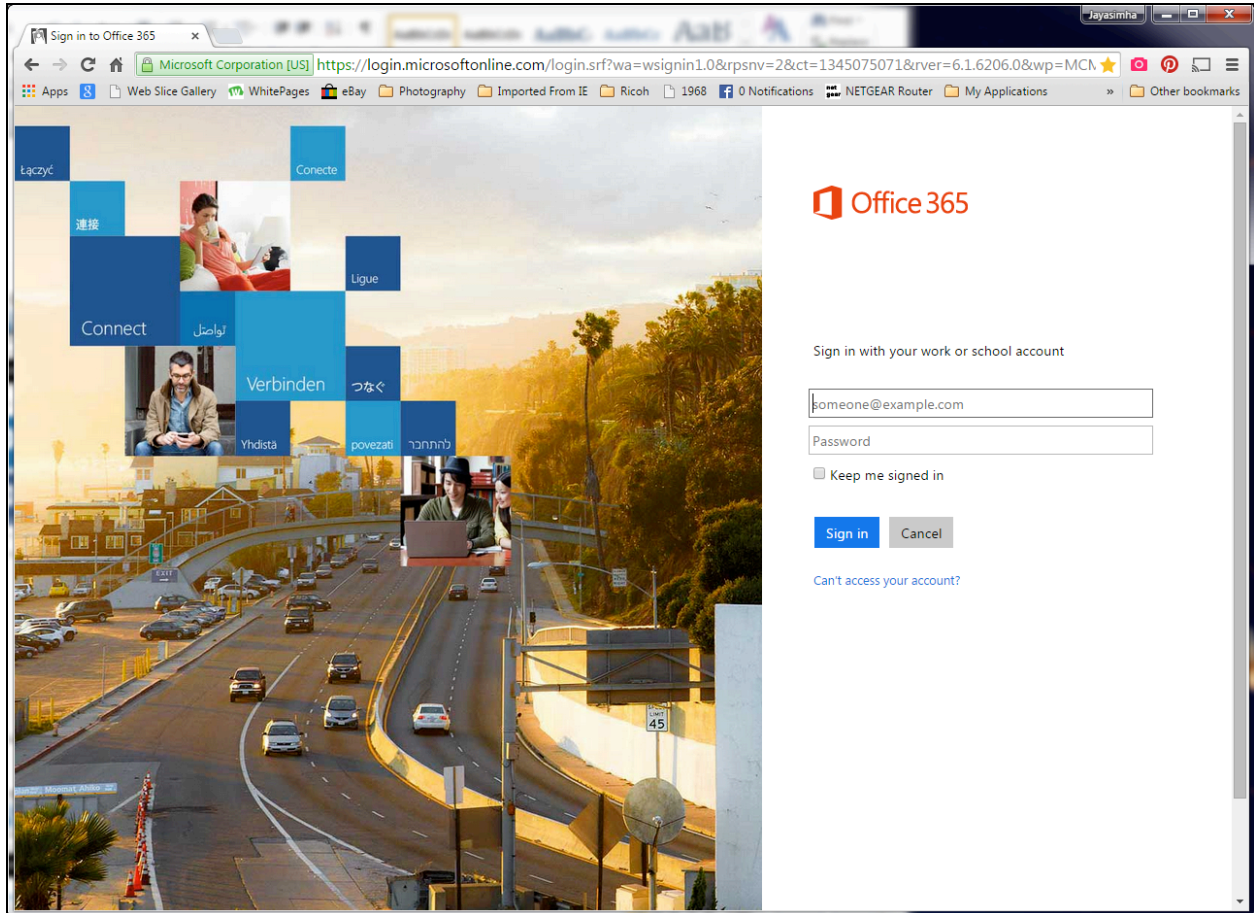 Jayasimha
Sign in to Office 365
Microsoft Corporation [US] https://login.microsoftonline.com/login.srf?wa=wsignin1.0&rpsnv=2&ct=1345075071&rver=6.1.6206.0&wp=MCM
Apps Web Slice Gallery WhitePages eBay Photography Imported From IE Ricoh 1968 0 Notifications NETGEAR Router My Applications » Other bookmarks
Łączyć
Conecte
連接
Ligue
Connect
تواصل
Verbinden
つなぐ
Yhdistä
povezati
להתחבר
EXIT
LIMIT
45
Office 365
Sign in with your work or school account
someone@example.com
Password
Keep me signed in
Sign in
Cancel
Can't access your account?